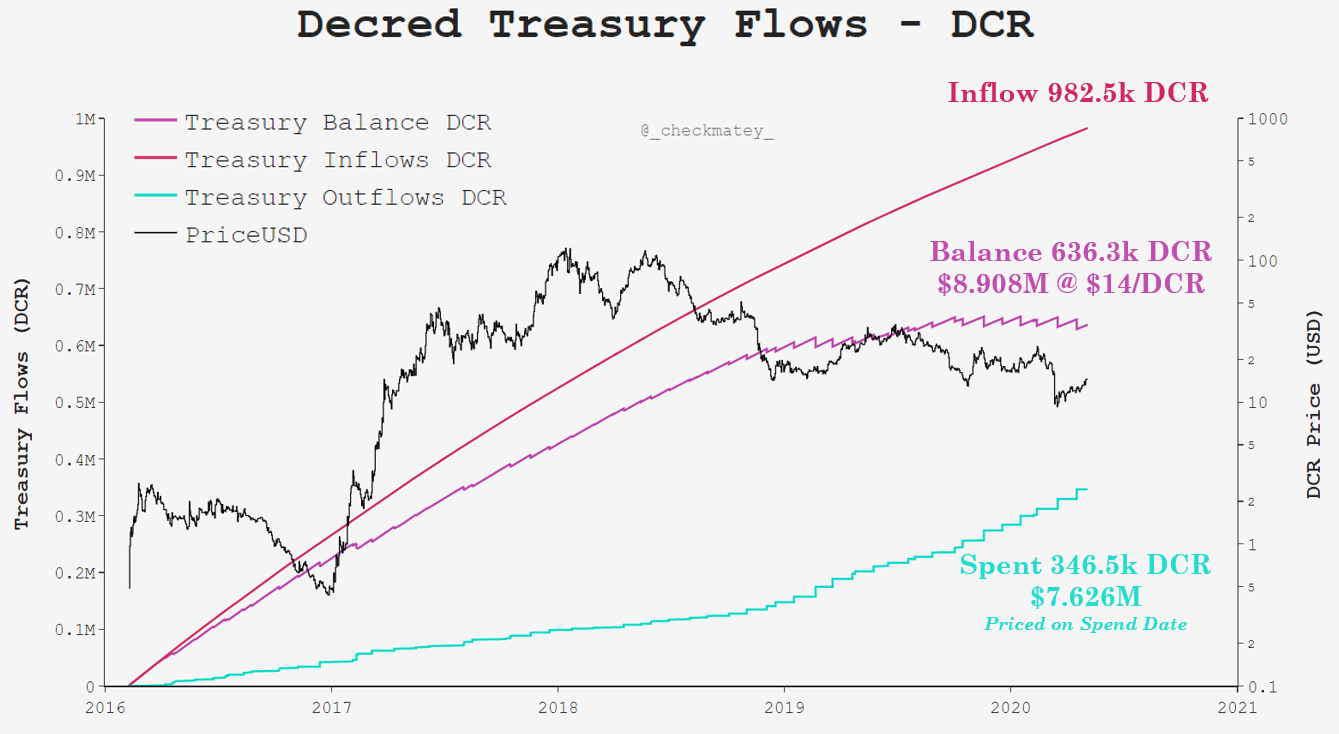 Decred Treasury Flows - DCR
Inflow 982.5k DCR
Treasury Balance DCR
Treasury Inflows DCR
Treasury Outflows DCR
PriceUSD
@_checkmatey_
Balance 636.3k DCR
$8.908M @ $14/DCR
Spent 346.5k DCR
$7.626M
Priced on Spend Date
Treasury Flows (DCR)
1M
0.9M
0.8M
0.7M
0.6M
0.5M
0.4M
0.3M
0.2M
0.1M
0
DCR Price (USD)
1000
5
2
100
5
2
10
5
2
1
5
2
0.1
2016
2017
2018
2019
2020
2021